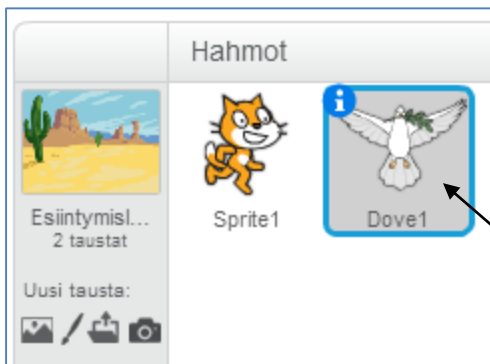 Hahmot
Sprite1
Dove1
Esiintymisl...
2 taustat
Uusi tausta: